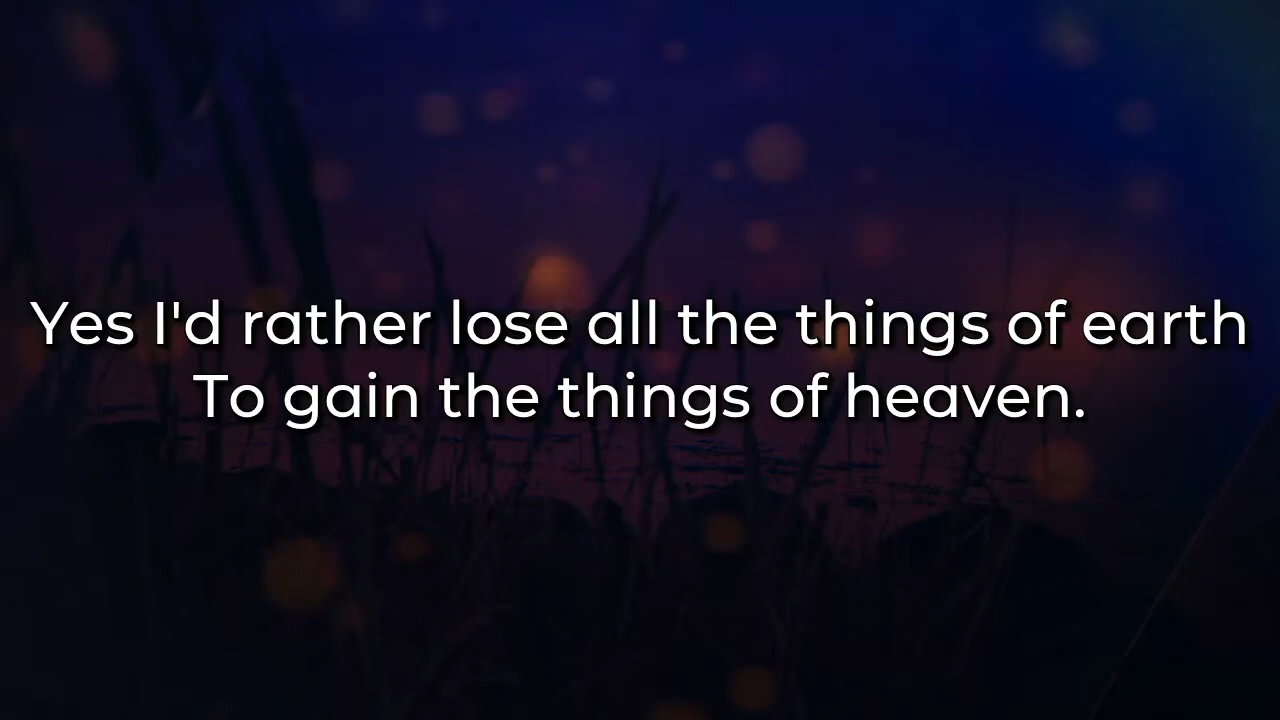 Yes I'd rather lose all the things of earth
To gain the things of heaven.